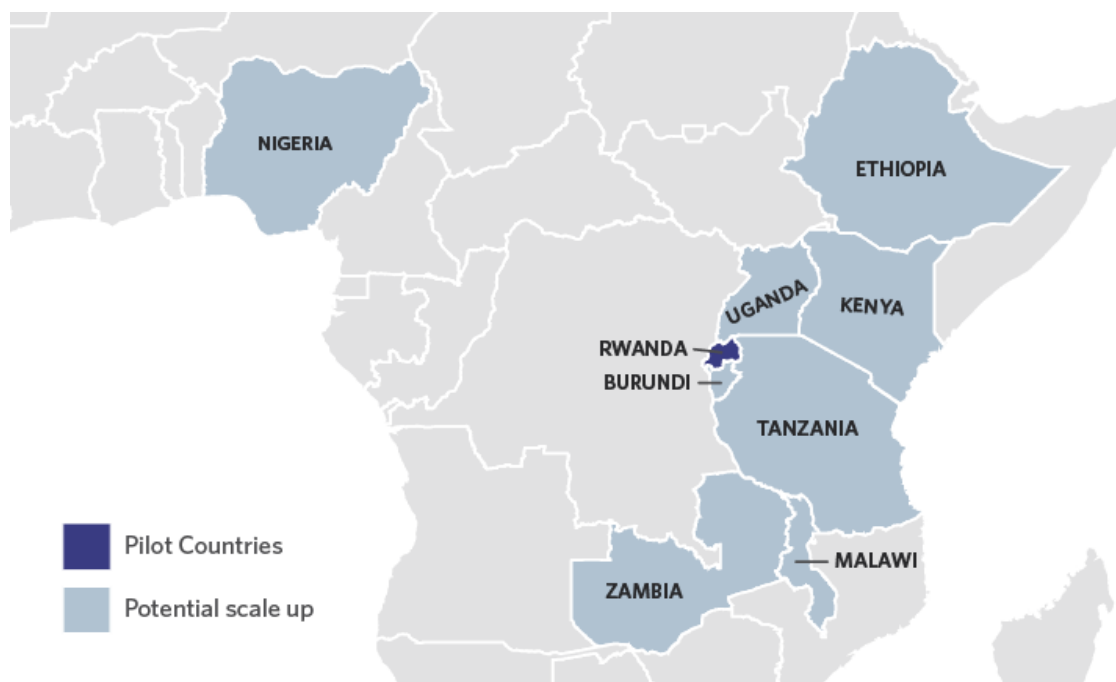 NIGERIA
ETHIOPIA
UGANDA
KENYA
RWANDA
BURUNDI
TANZANIA
MALAWI
ZAMBIA
Pilot Countries
Potential scale up